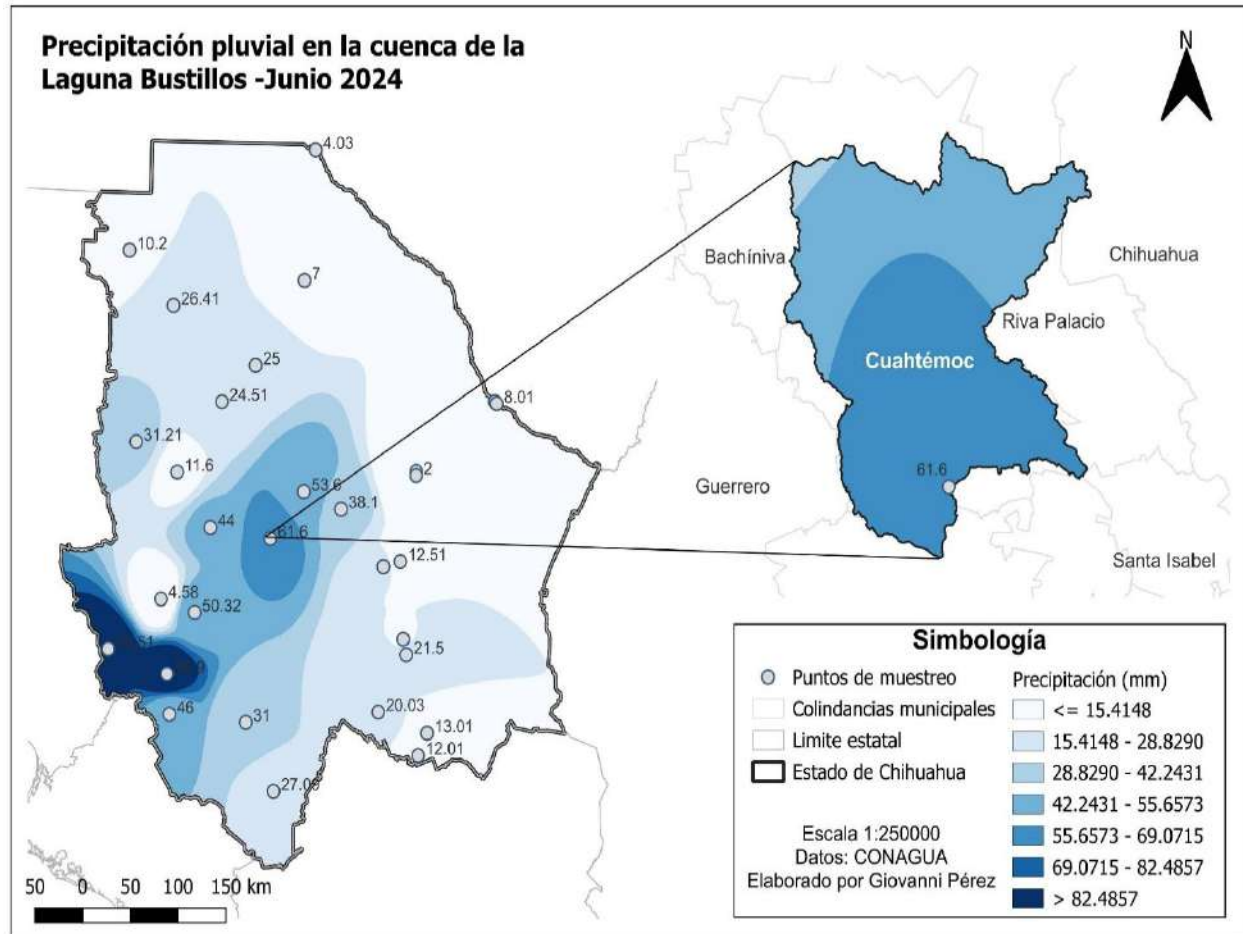 Precipitación pluvial en la cuenca de la
Laguna Bustillos -Junio 2024
N
4.03
10.2
7
26.41
25
24.51
8.01
31.21
11.6
2
53.6
38.1
44
61.6
12.51
4.58
50.32
21.5
46
31
20.03
13.01
12.01
50 0 50 100 150 km
Bachíniva
Chihuahua
Riva Palacio
Cuahtémoc
Guerrero
61.6
Santa Isabel
Simbología
Puntos de muestreo
Colindancias municipales
Limite estatal
Estado de Chihuahua
Escala 1:250000
Datos: CONAGUA
Elaborado por Giovanni Pérez
Precipitación (mm)
<= 15.4148
15.4148 - 28.8290
28.8290 - 42.2431
42.2431 - 55.6573
55.6573 - 69.0715
69.0715 - 82.4857
> 82.4857